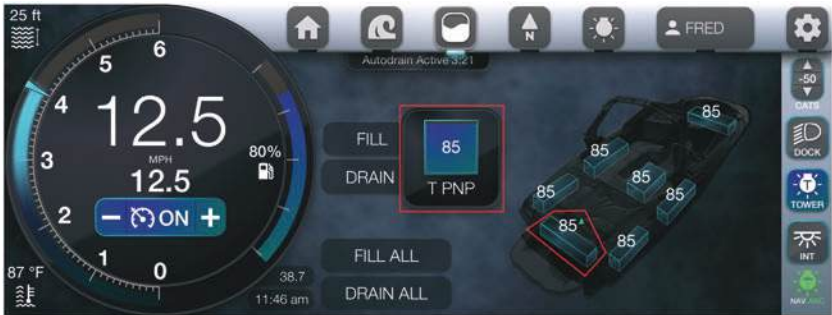 25 ft
6
5
4
3
2
1
0
12.5
MPH
12.5
ON
80%
87 °F
38.7
11:46 am
N
FRED
Autodrain Active 3:21
FILL
DRAIN
85
T PNP
FILL ALL
DRAIN ALL
85
85
85
85
85
85
85
-50
CATS
DOCK
T
TOWER
INT
NAV ANC